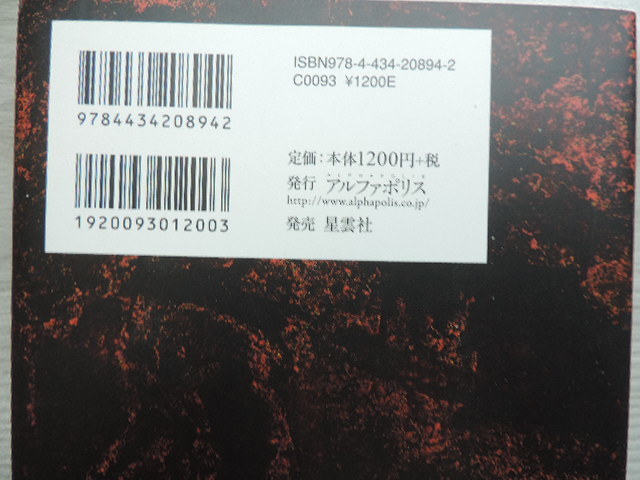 ISBN978-4-434-20894-2
C0093 ¥1200E
9784434208942
定価:本体1200円+税
発行 アルファポリス
http://www.alphapolis.co.jp/
1920093012003
発売 星雲社